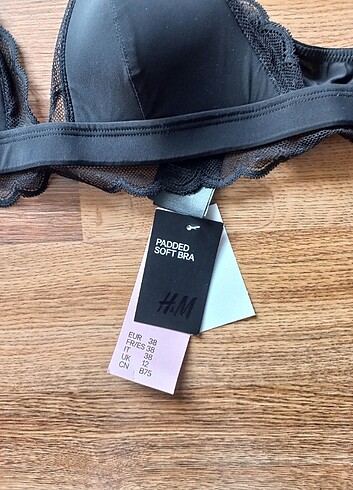 PADDED
SOFT BRA
H&M
EUR 38
FR/ES 38
IT 38
UK 12
CN B75